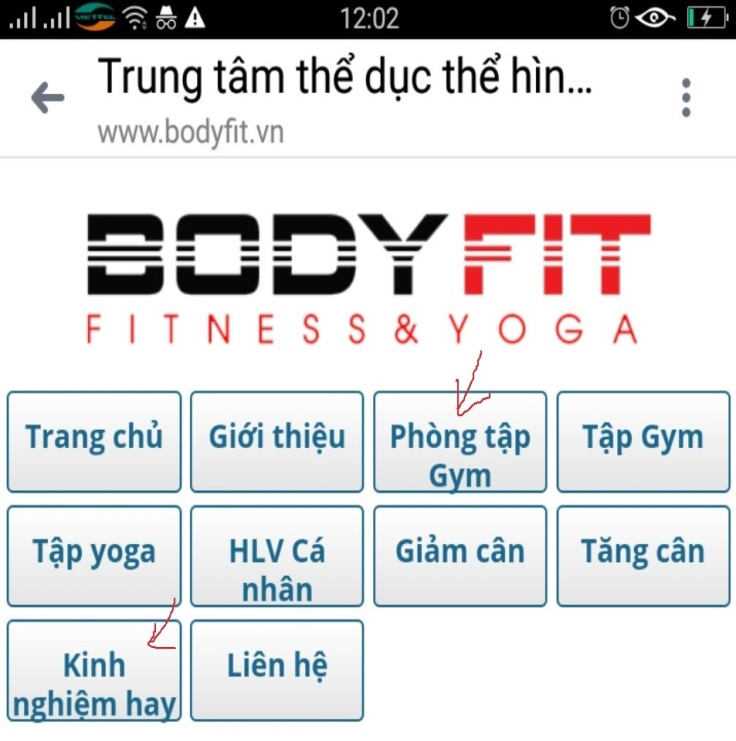 VIETTEL
12:02
Trung tâm thể dục thể hìn...
www.bodyfit.vn
BODYFIT
FITNESS&YOGA
Trang chủ
Giới thiệu
Phòng tập
Gym
Tập Gym
Tập yoga
HLV Cá
nhân
Giảm cân
Tăng cân
Kinh
nghiệm hay
Liên hệ